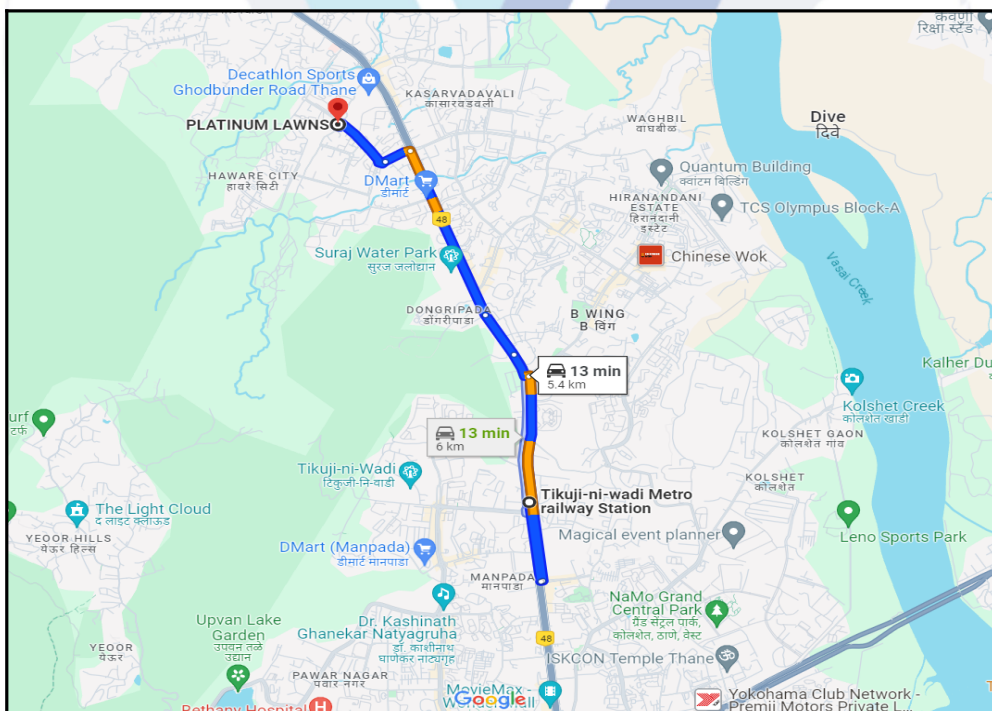 केवणी
रिक्षा स्टँड
Decathlon Sports
Ghodbunder Road Thane
KASARVADAVALI
कासारवडवली
PLATINUM LAWNS
WAGHBIL
वाघबीळ
Dive
दिवे
HAWARE CITY
हावरे सिटी
DMart
डीमार्ट
Quantum Building
क्वांटम बिल्डिंग
HIRANANDANI
ESTATE
हिरानंदानी
इस्टेट
TCS Olympus Block-A
48
Suraj Water Park
सुरज जलोद्यान
Chinese Wok
Vasai Creek
DONGRIPADA
डोंगरीपाडा
B WING
B विंग
13 min
5.4 km
Kalher Du
Kolshet Creek
कोलशेत खाडी
13 min
6 km
urf
टर्फ
KOLSHET GAON
कोलशेत गांव
Tikuji-ni-Wadi
टिकुजि-नि-वाडी
KOLSHET
कोलशेत
Tikuji-ni-wadi Metro
railway Station
The Light Cloud
द लाइट क्लाऊड
YEOOR HILLS
येऊर हिल्स
Magical event planner
Leno Sports Park
DMart (Manpada)
डीमार्ट मानपाडा
MANPADA
मानपाडा
NaMo Grand
Central Park
ग्रैंड सेंट्रल पार्क,
कोलशेत, ठाणे, वेस्ट
Dr. Kashinath
Ghanekar Natyagruha
डॉ. काशीनाथ
घाणेकर नाट्यगृह
Upvan Lake
Garden
उपवन तळे
उद्यान
YEOOR
येऊर
48
ISKCON Temple Thane
PAWAR NAGAR
पवार नगर
MovieMax -
Google
Bethany Hospital
Yokohama Club Network -
Premji Motors Private L...